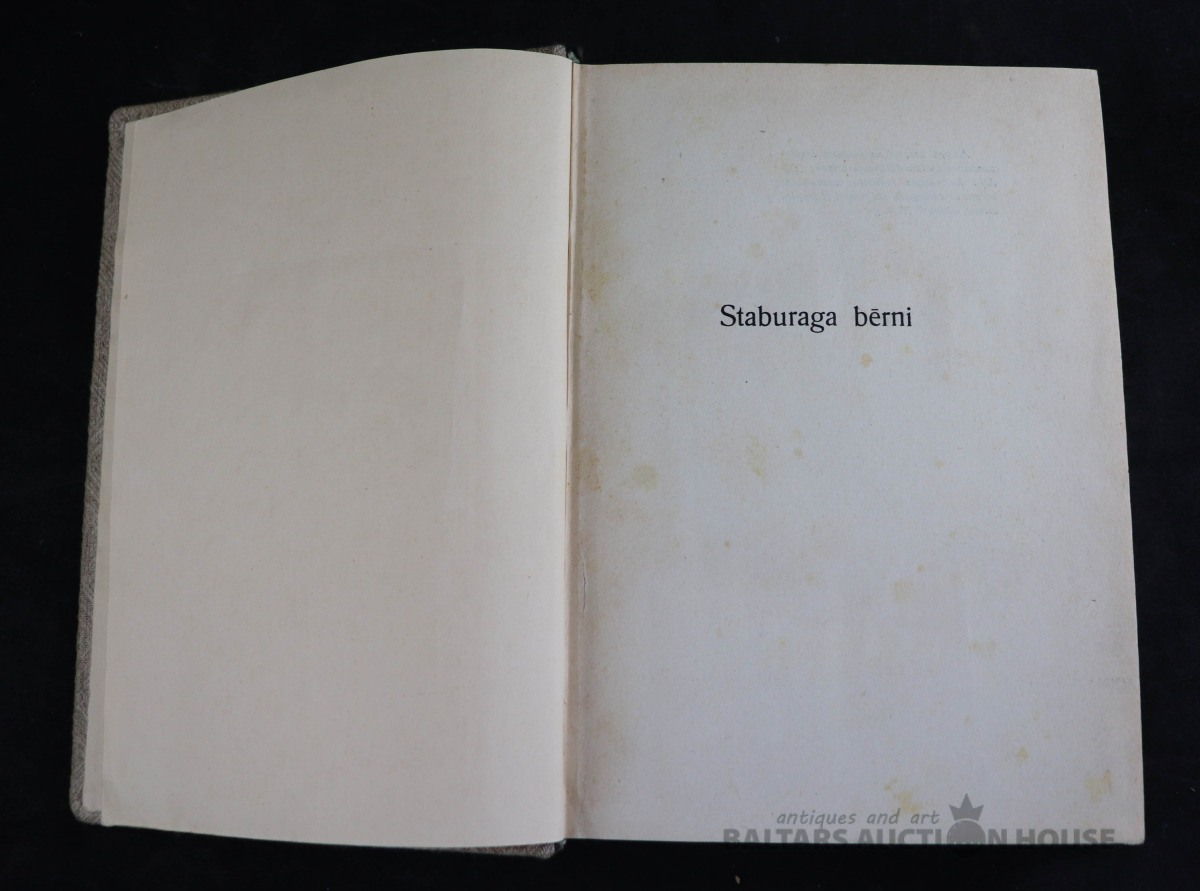 Staburaga bērni
antiques and art
BALTARS AUCTION HOUSE